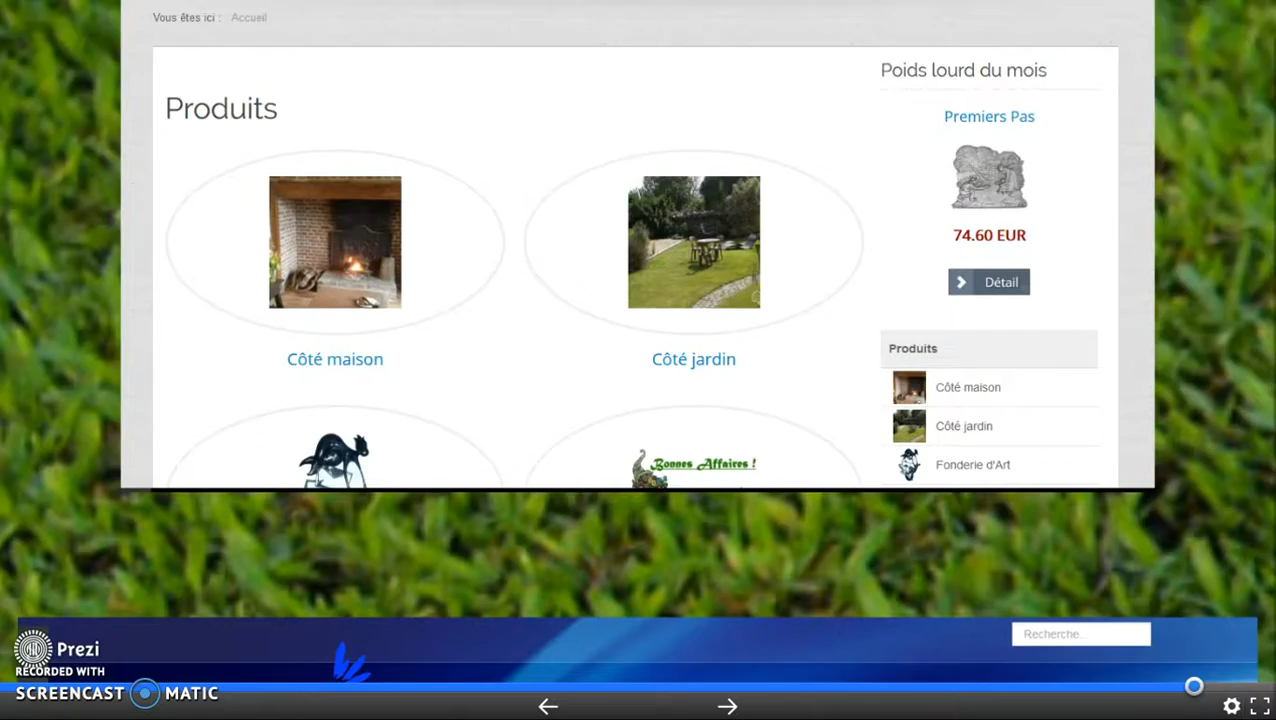 Vous êtes ici : Accueil
Poids lourd du mois
Produits
Premiers Pas
74.60 EUR
Détail
Côté maison
Côté jardin
Produits
Côté maison
Côté jardin
Fonderie d'Art
Bonnes Affaires !
Recherche...
Prezi
RECORDED WITH
SCREENCAST MATIC